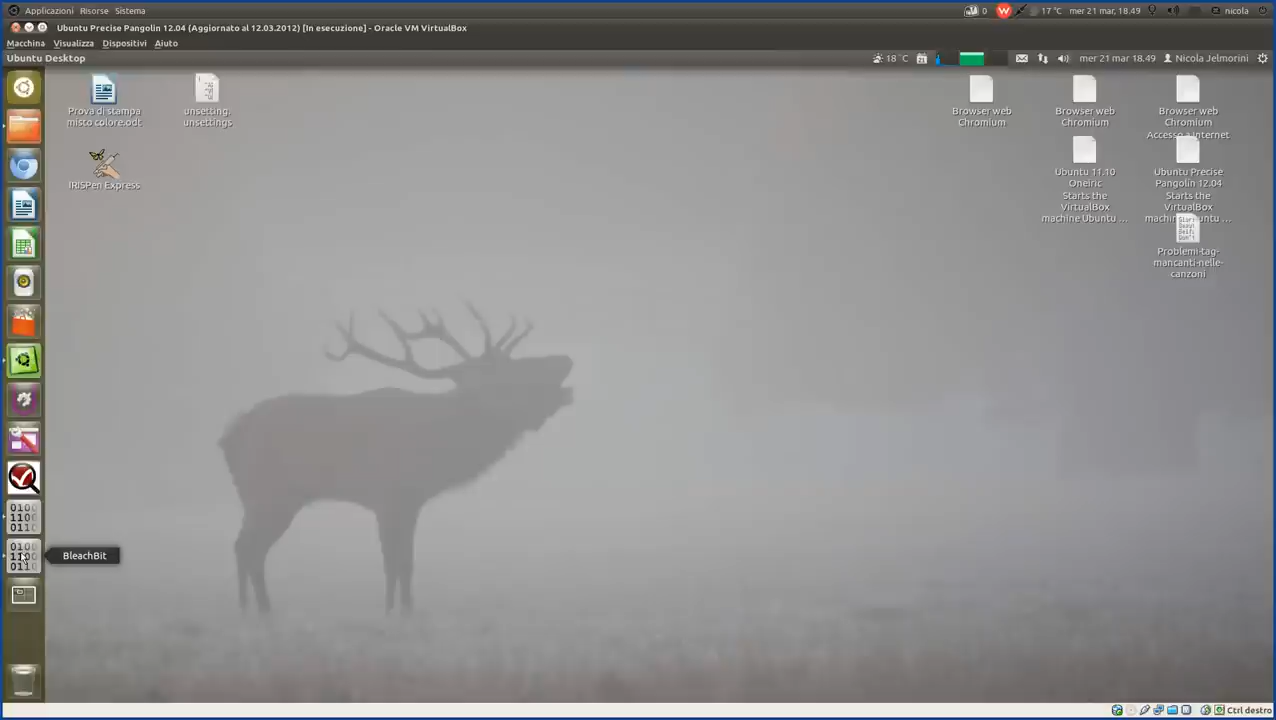 Applicazioni Risorse Sistema
0 17 °C mer 21 mar, 18.49 nicola
Ubuntu Precise Pangolin 12.04 (Aggiornato al 12.03.2012) [In esecuzione] - Oracle VM VirtualBox
Macchina Visualizza Dispositivi Aiuto
Ubuntu Desktop
18 °C mer 21 mar 18.49 Nicola Jelmorini
Prova di stampa
misto colore.odt
unsetting:
unsettings
IRISPen Express
Browser web
Chromium
Browser web
Chromium
Browser web
Chromium
Accesso a Internet
Ubuntu 11.10
Oneiric
Starts the
VirtualBox
machine Ubuntu ...
Ubuntu Precise
Pangolin 12.04
Starts the
VirtualBox
machine Ubuntu ...
Problemi-tag-
mancanti-nelle-
canzoni
BleachBit
Ctrl destro